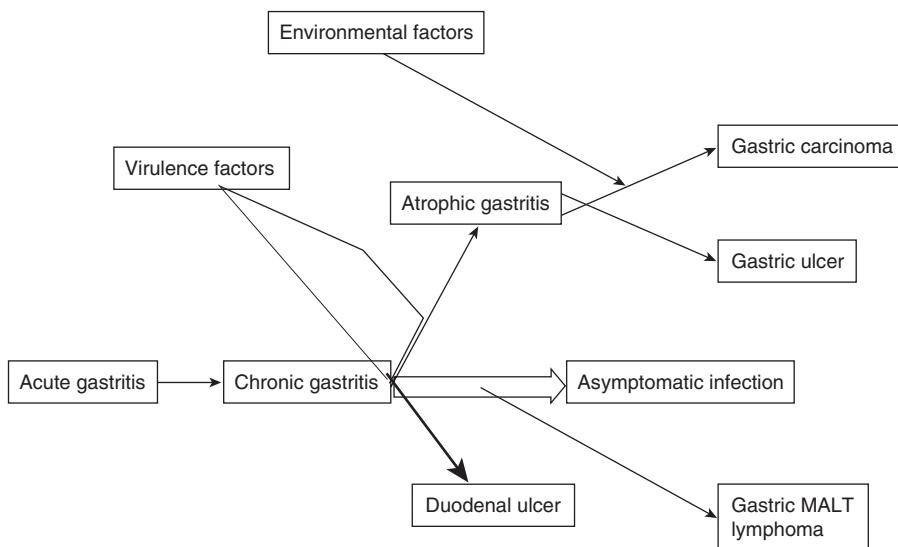 Environmental factors
Gastric carcinoma
Virulence factors
Atrophic gastritis
Gastric ulcer
Acute gastritis
Chronic gastritis
Asymptomatic infection
Duodenal ulcer
Gastric MALT
lymphoma